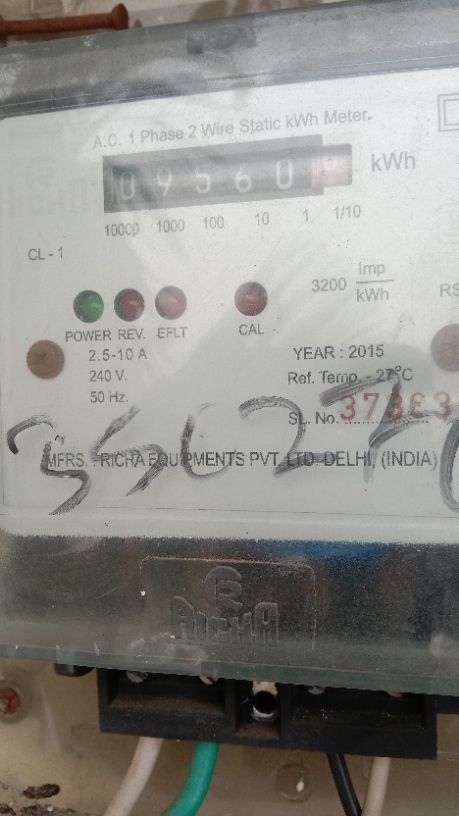 A.C. 1 Phase 2 Wire Static kWh Meter.
09560 kWh
10000 1000 100 10 1 1/10
CL - 1
3200 Imp/kWh
POWER REV. EFLT CAL
RS
2.5-10 A
240 V.
50 Hz.
YEAR : 2015
Ref. Temp. - 27°C
SL. No. 37363
MFRS. : RICHA EQUIPMENTS PVT. LTD. DELHI, (INDIA)
RICHA